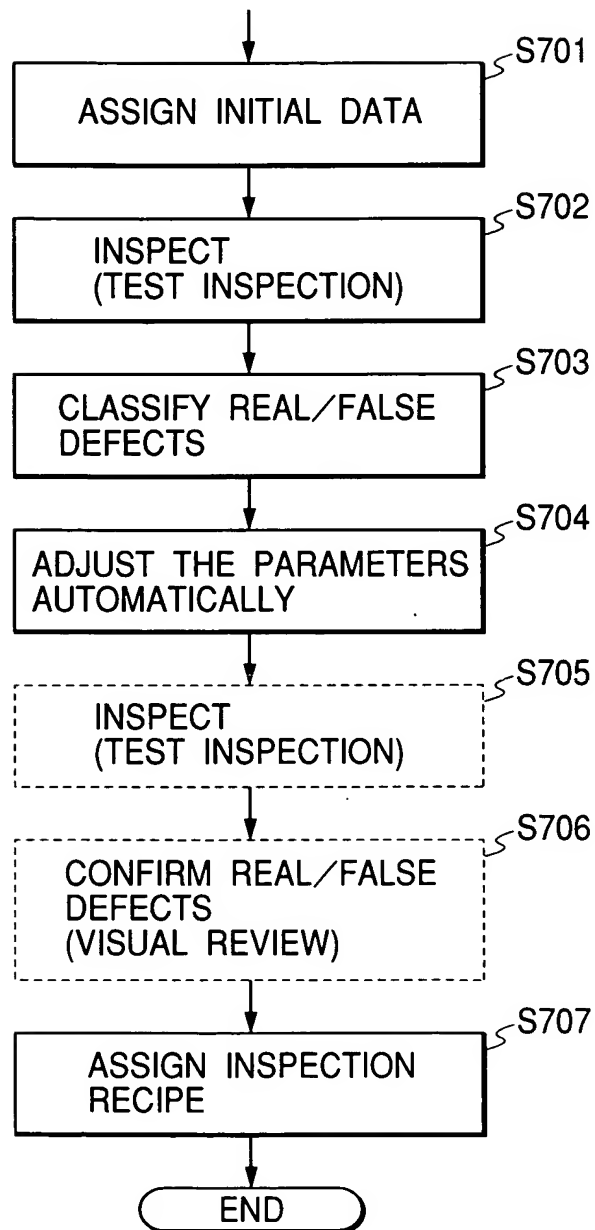 S701
ASSIGN INITIAL DATA
S702
INSPECT
(TEST INSPECTION)
S703
CLASSIFY REAL/FALSE
DEFECTS
S704
ADJUST THE PARAMETERS
AUTOMATICALLY
S705
INSPECT
(TEST INSPECTION)
S706
CONFIRM REAL/FALSE
DEFECTS
(VISUAL REVIEW)
S707
ASSIGN INSPECTION
RECIPE
END